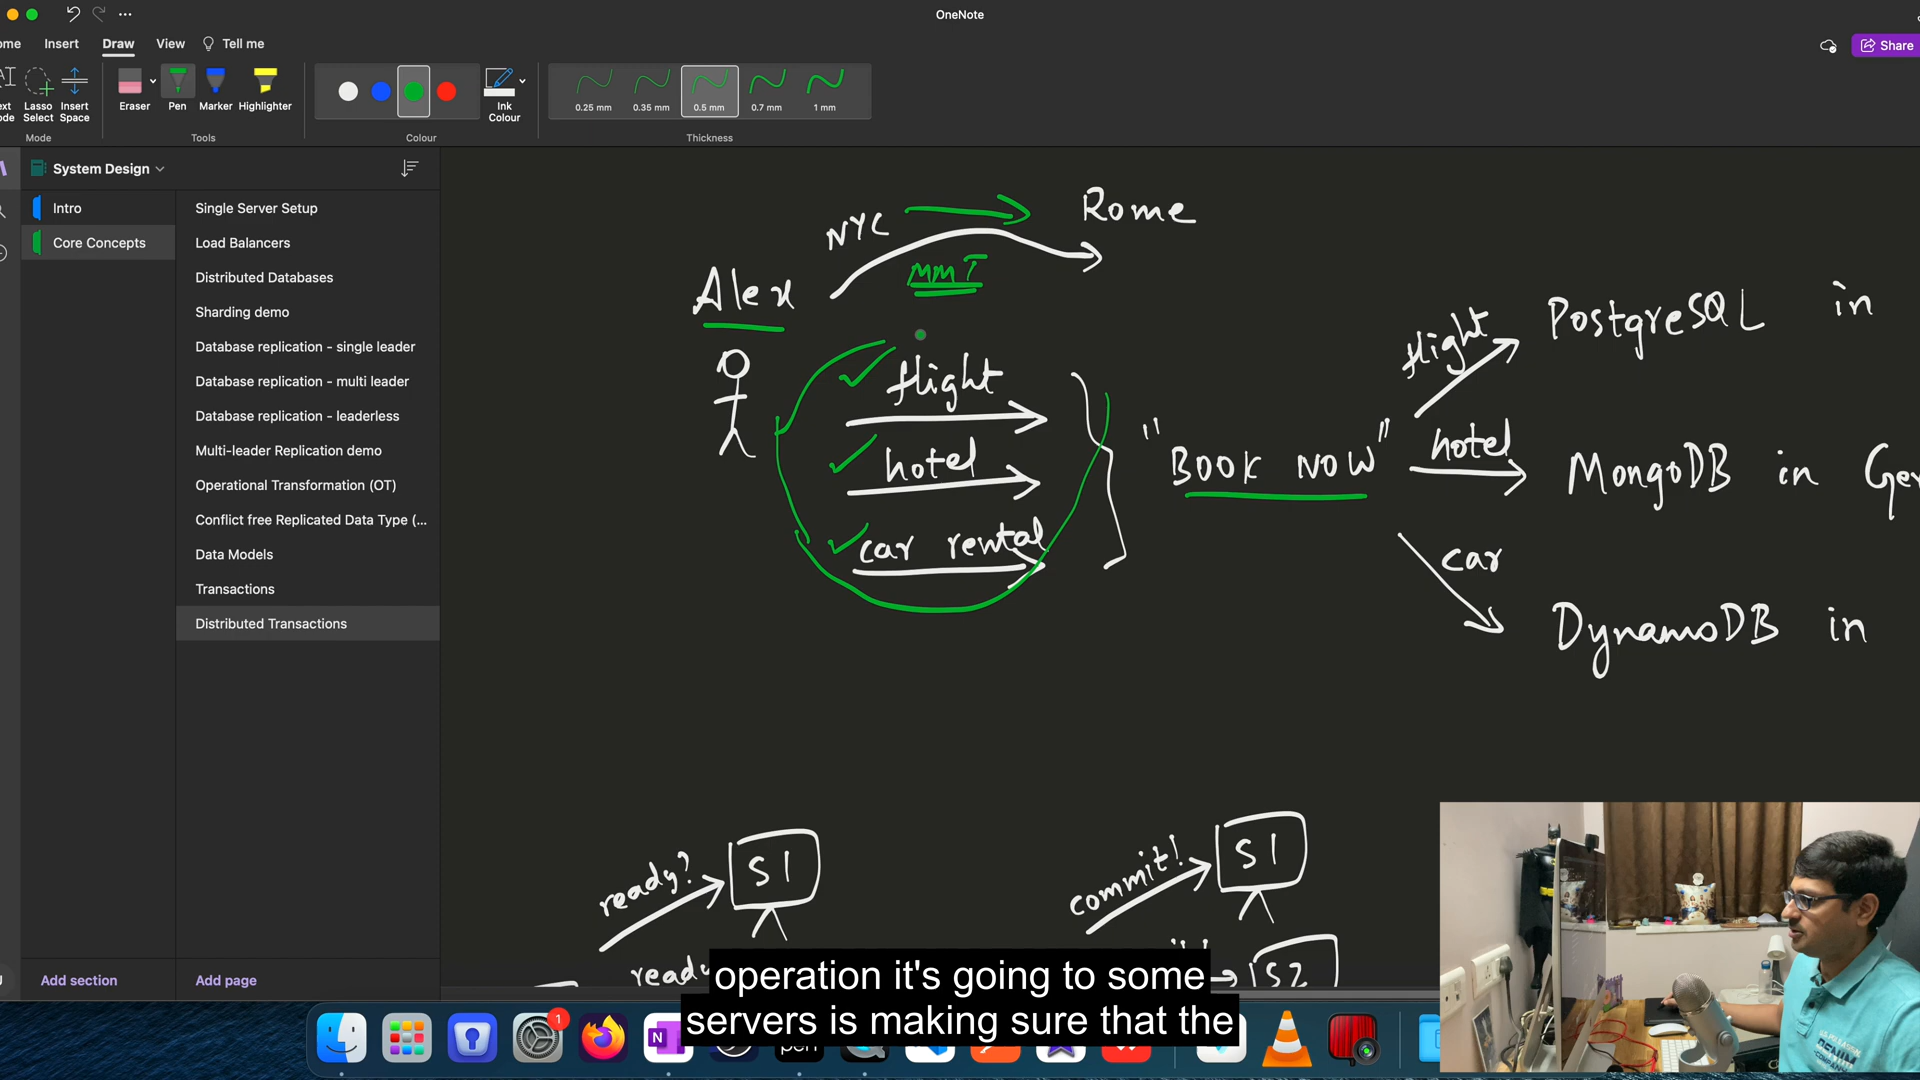 OneNote
Insert
Draw
View
Tell me
Share
Lasso Select
Insert Space
Eraser
Pen
Marker
Highlighter
Ink Colour
0.25 mm
0.35 mm
0.5 mm
0.7 mm
1 mm
Mode
Tools
Colour
Thickness
System Design
Intro
Core Concepts
Single Server Setup
Load Balancers
Distributed Databases
Sharding demo
Database replication - single leader
Database replication - multi leader
Database replication - leaderless
Multi-leader Replication demo
Operational Transformation (OT)
Conflict free Replicated Data Type (...
Data Models
Transactions
Distributed Transactions
Add section
Add page
NYC
Rome
MMT
Alex
flight
hotel
car rental
"BOOK NOW"
flight
PostgreSQL in
hotel
MongoDB in Ger
car
DynamoDB in
ready?
S1
commit!
S1
S2
operation it's going to some
servers is making sure that the
1